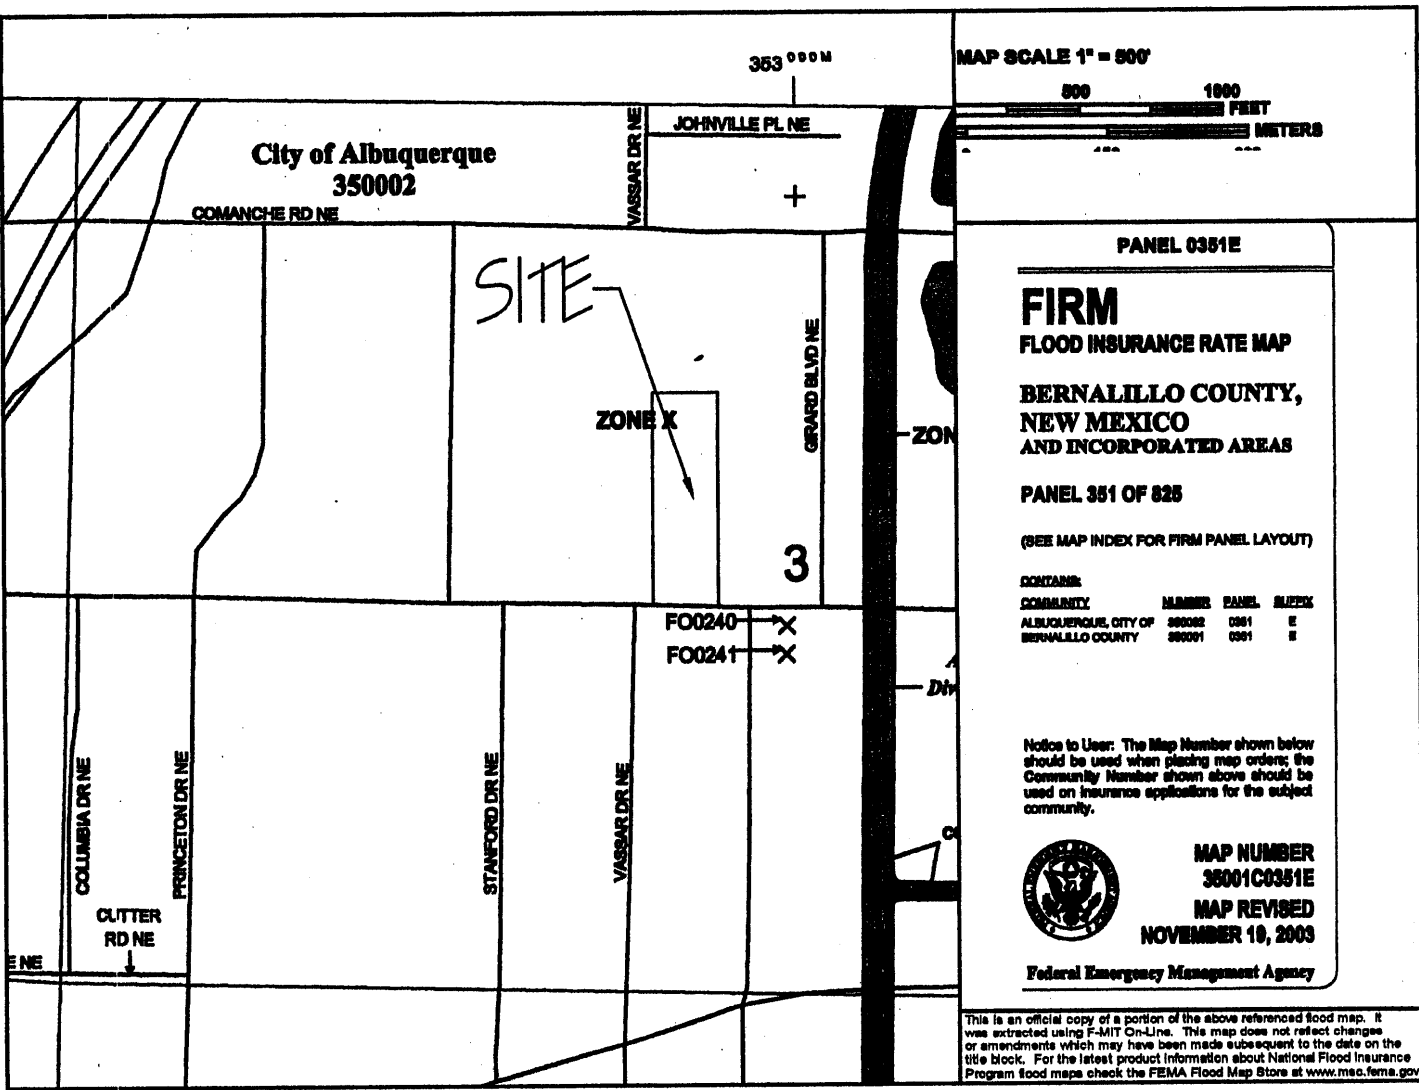 353 000 M
MAP SCALE 1" = 500'
500 1000
FEET
METERS
JOHNVILLE PL NE
VASSAR DR NE
City of Albuquerque
350002
COMANCHE RD NE
SITE
GIRARD BLVD NE
ZONE X
ZON
3
FO0240
FO0241
Div
COLUMBIA DR NE
PRINCETON DR NE
STANFORD DR NE
VASSAR DR NE
CUTTER
RD NE
E NE
PANEL 0351E
FIRM
FLOOD INSURANCE RATE MAP
BERNALILLO COUNTY,
NEW MEXICO
AND INCORPORATED AREAS
PANEL 351 OF 825
(SEE MAP INDEX FOR FIRM PANEL LAYOUT)
CONTAINS:
COMMUNITY NUMBER PANEL SUFFIX
ALBUQUERQUE, CITY OF 350002 0351 E
BERNALILLO COUNTY 350001 0351 E
Notice to User: The Map Number shown below
should be used when placing map orders; the
Community Number shown above should be
used on insurance applications for the subject
community.
MAP NUMBER
35001C0351E
MAP REVISED
NOVEMBER 19, 2003
Federal Emergency Management Agency
This is an official copy of a portion of the above referenced flood map. It
was extracted using F-MIT On-Line. This map does not reflect changes
or amendments which may have been made subsequent to the date on the
title block. For the latest product information about National Flood Insurance
Program flood maps check the FEMA Flood Map Store at www.msc.fema.gov